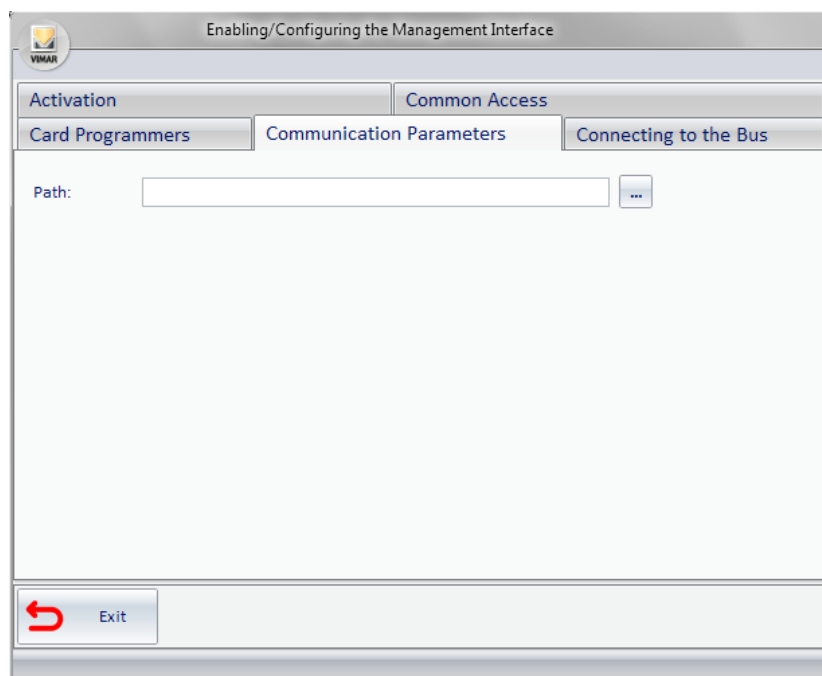 Enabling/Configuring the Management Interface
VIMAR
Activation
Common Access
Card Programmers
Communication Parameters
Connecting to the Bus
Path:
...
Exit